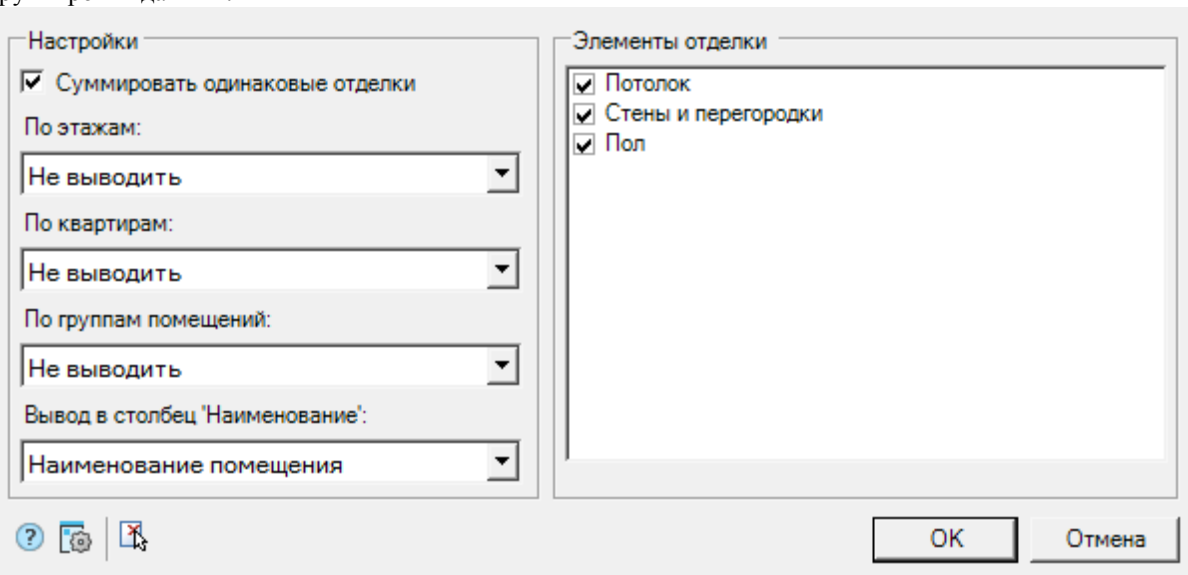 Настройки
Суммировать одинаковые отделки
По этажам:
Не выводить
По квартирам:
Не выводить
По группам помещений:
Не выводить
Вывод в столбец 'Наименование':
Наименование помещения
Элементы отделки
Потолок
Стены и перегородки
Пол
?
OK
Отмена